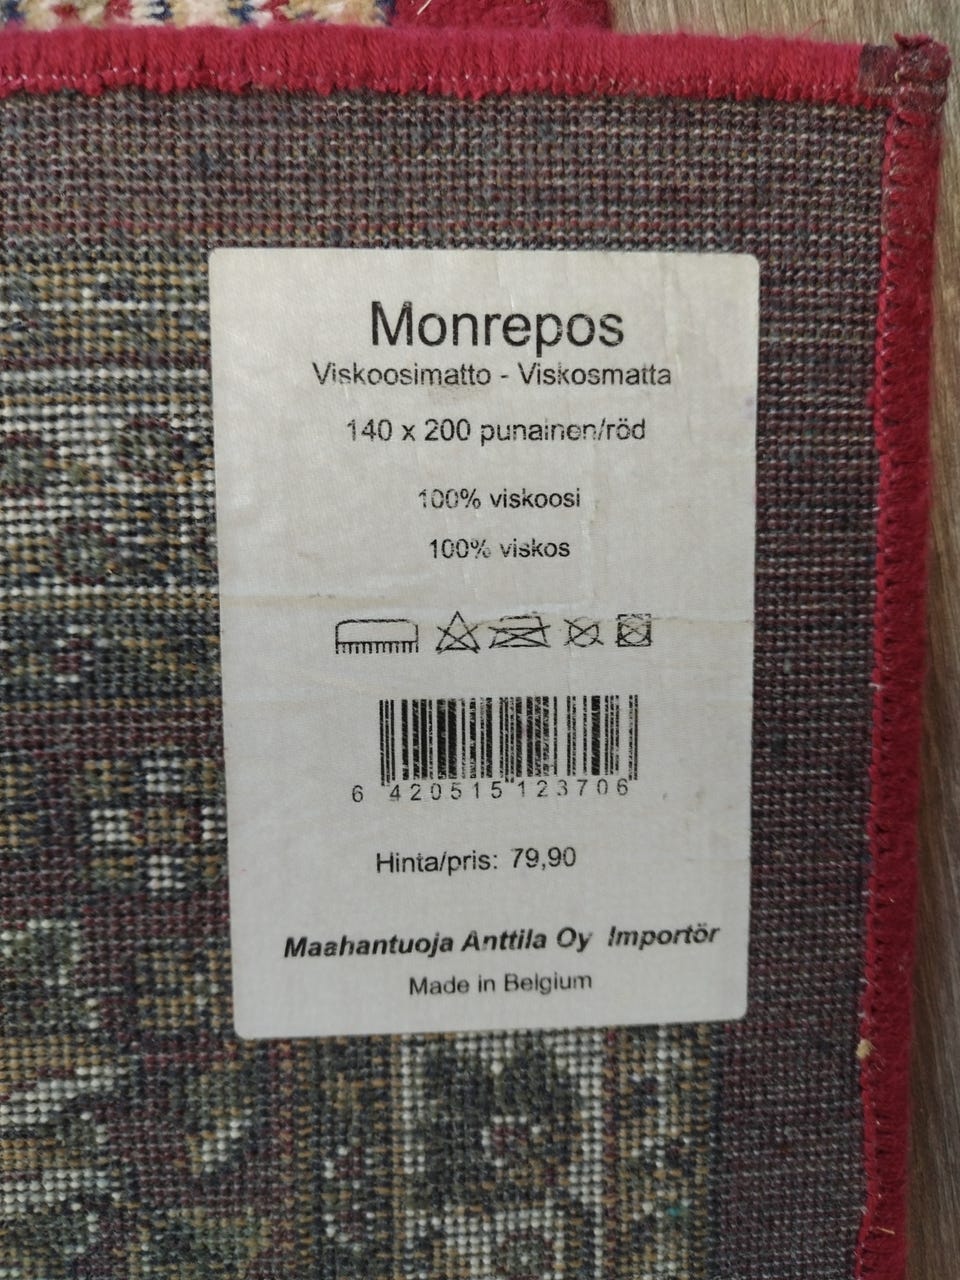 Monrepos
Viskoosimatto - Viskosmatta
140 x 200 punainen/röd
100% viskoosi
100% viskos
6 420515 123706
Hinta/pris: 79,90
Maahantuoja Anttila Oy Importör
Made in Belgium